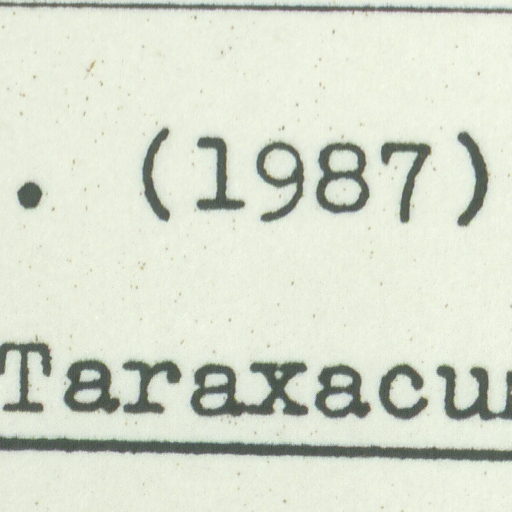 . (1987)
Taraxacu